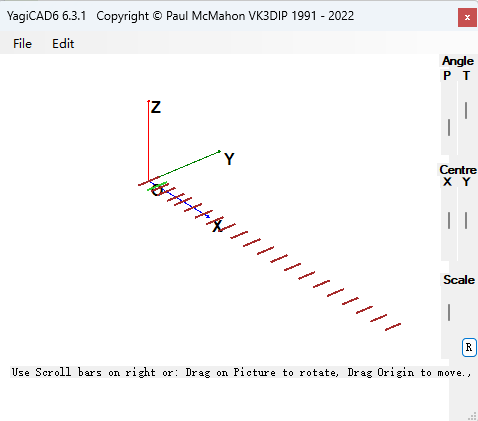 YagiCAD6 6.3.1 Copyright © Paul McMahon VK3DIP 1991 - 2022
x
File Edit
Angle
P T
Z
Y
Centre
X Y
O
X
Scale
R
Use Scroll bars on right or: Drag on Picture to rotate, Drag Origin to move.,